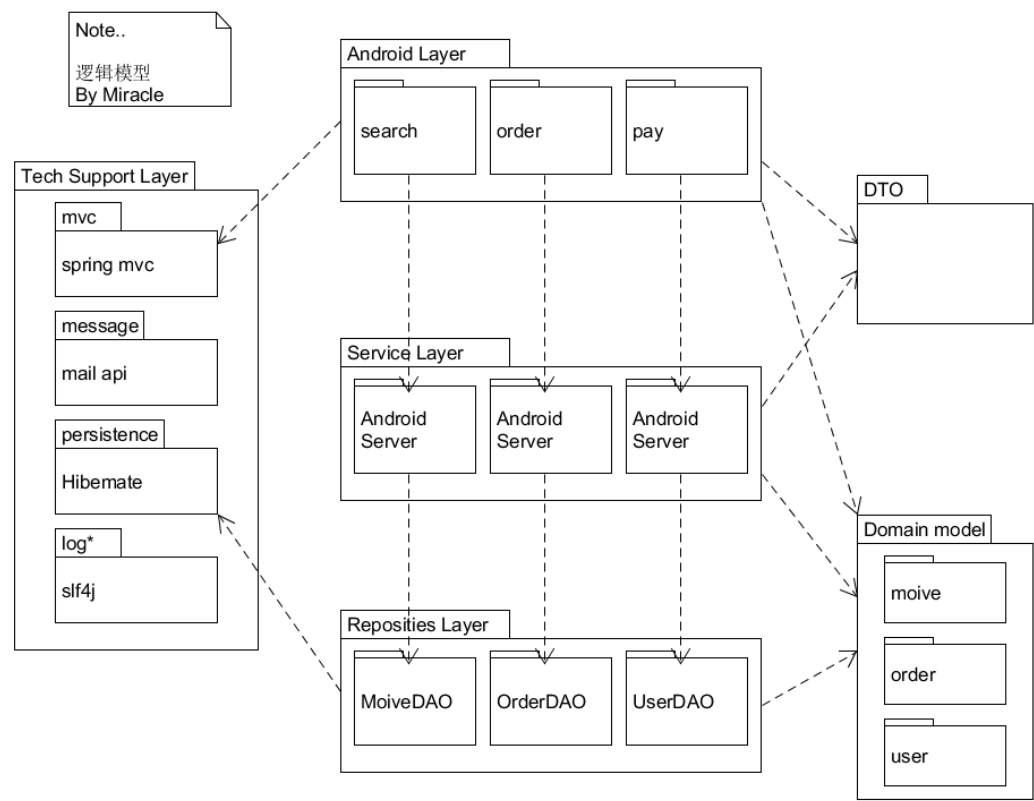 Note..
逻辑模型
By Miracle
Android Layer
search
order
pay
Tech Support Layer
mvc
spring mvc
message
mail api
persistence
Hibemate
log*
slf4j
DTO
Service Layer
Android
Server
Android
Server
Android
Server
Reposities Layer
MoiveDAO
OrderDAO
UserDAO
Domain model
moive
order
user